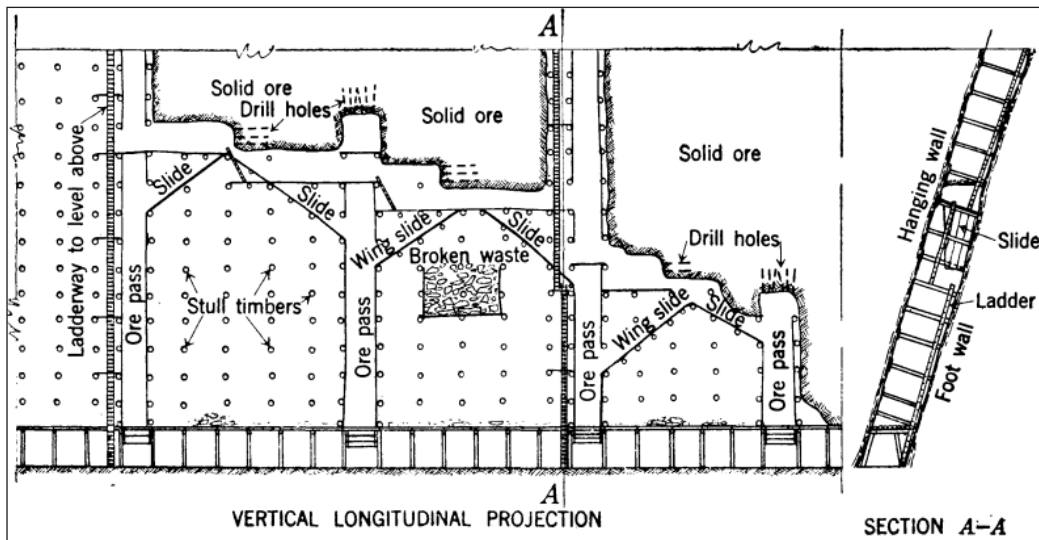 A
Solid ore
Drill holes
Solid ore
Solid ore
Ladderway to level above
Slide
Slide
Wing slide
Slide
Broken waste
Drill holes
Hanging wall
Slide
Stull timbers
Ore pass
Ore pass
Ore pass
Wing slide
Slide
Ore pass
Ladder
Foot wall
A
VERTICAL LONGITUDINAL PROJECTION
SECTION A-A